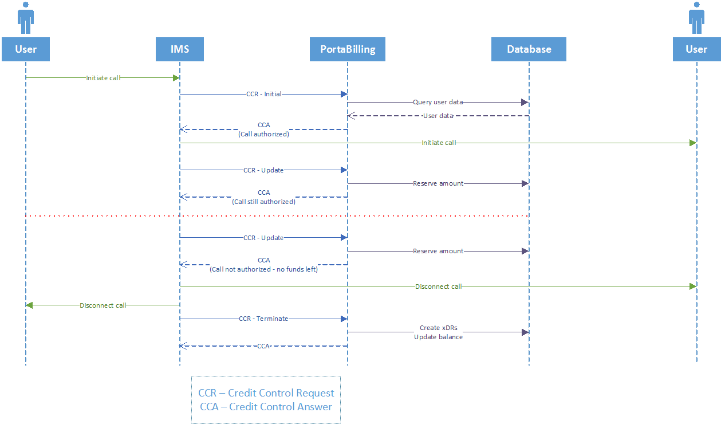 User
IMS
PortaBilling
Database
User
Initiate call
CCR - Initial
Query user data
User data
CCA
(Call authorized)
Initiate call
CCR - Update
Reserve amount
CCA
(Call still authorized)
CCR - Update
Reserve amount
CCA
(Call not authorized - no funds left)
Disconnect call
Disconnect call
CCR - Terminate
Create xDRs
Update balance
CCA
CCR – Credit Control Request
CCA – Credit Control Answer